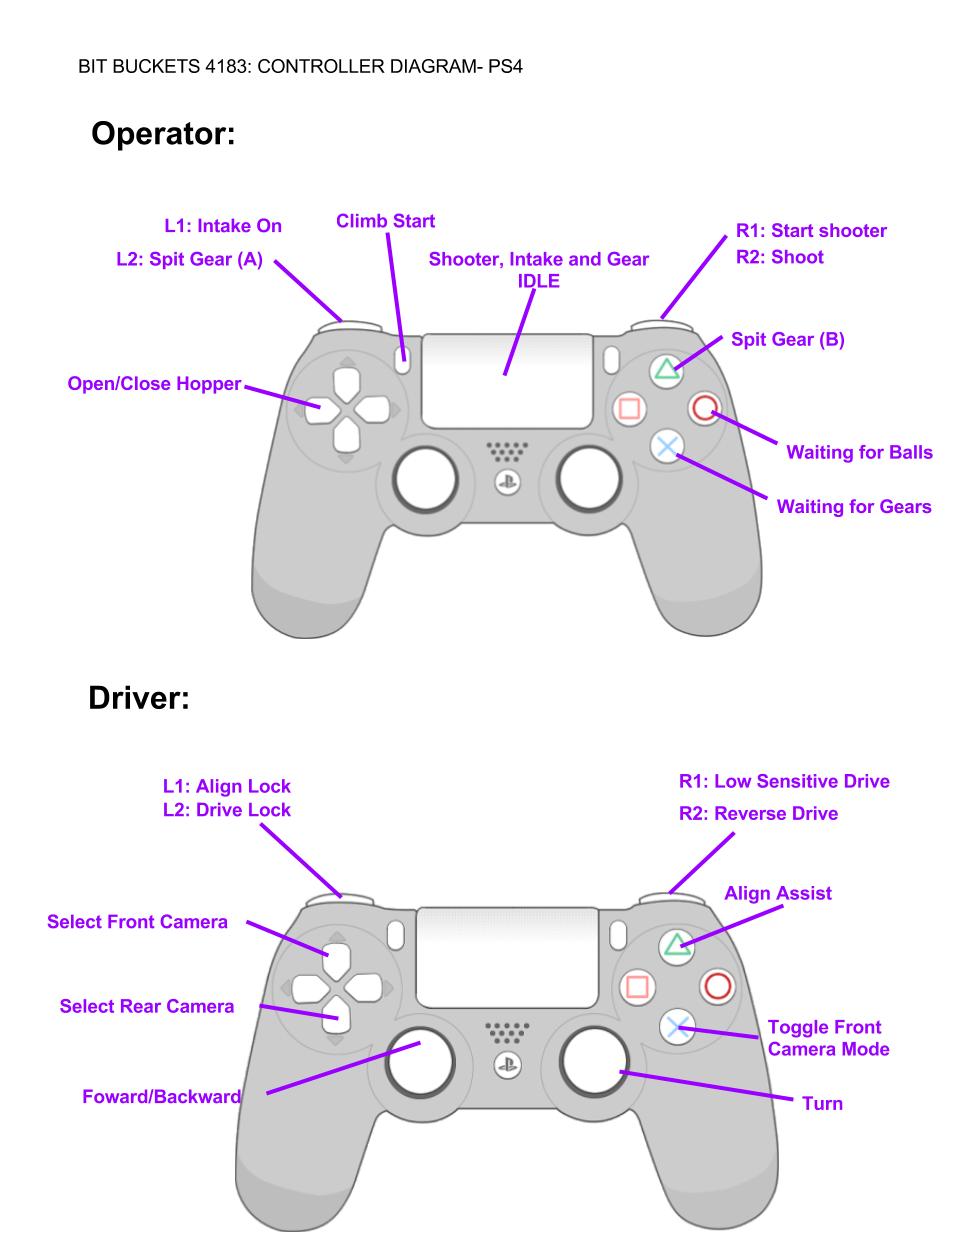 BIT BUCKETS 4183: CONTROLLER DIAGRAM- PS4
Operator:
L1: Intake On
Climb Start
R1: Start shooter
L2: Spit Gear (A)
Shooter, Intake and Gear
IDLE
R2: Shoot
Spit Gear (B)
Open/Close Hopper
Waiting for Balls
Waiting for Gears
Driver:
L1: Align Lock
L2: Drive Lock
R1: Low Sensitive Drive
R2: Reverse Drive
Align Assist
Select Front Camera
Select Rear Camera
Toggle Front
Camera Mode
Foward/Backward
Turn